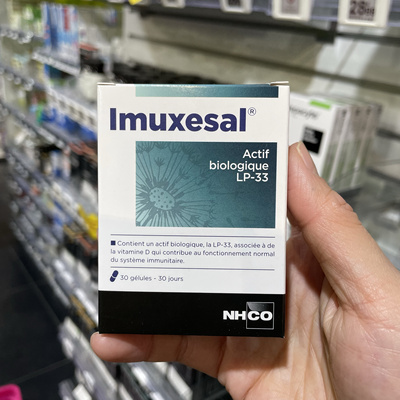 Imuxesal®
Actif
biologique
LP-33
Contient un actif biologique, la LP-33, associée à de
la vitamine D qui contribue au fonctionnement normal
du système immunitaire.
30 gélules - 30 jours
NHCO